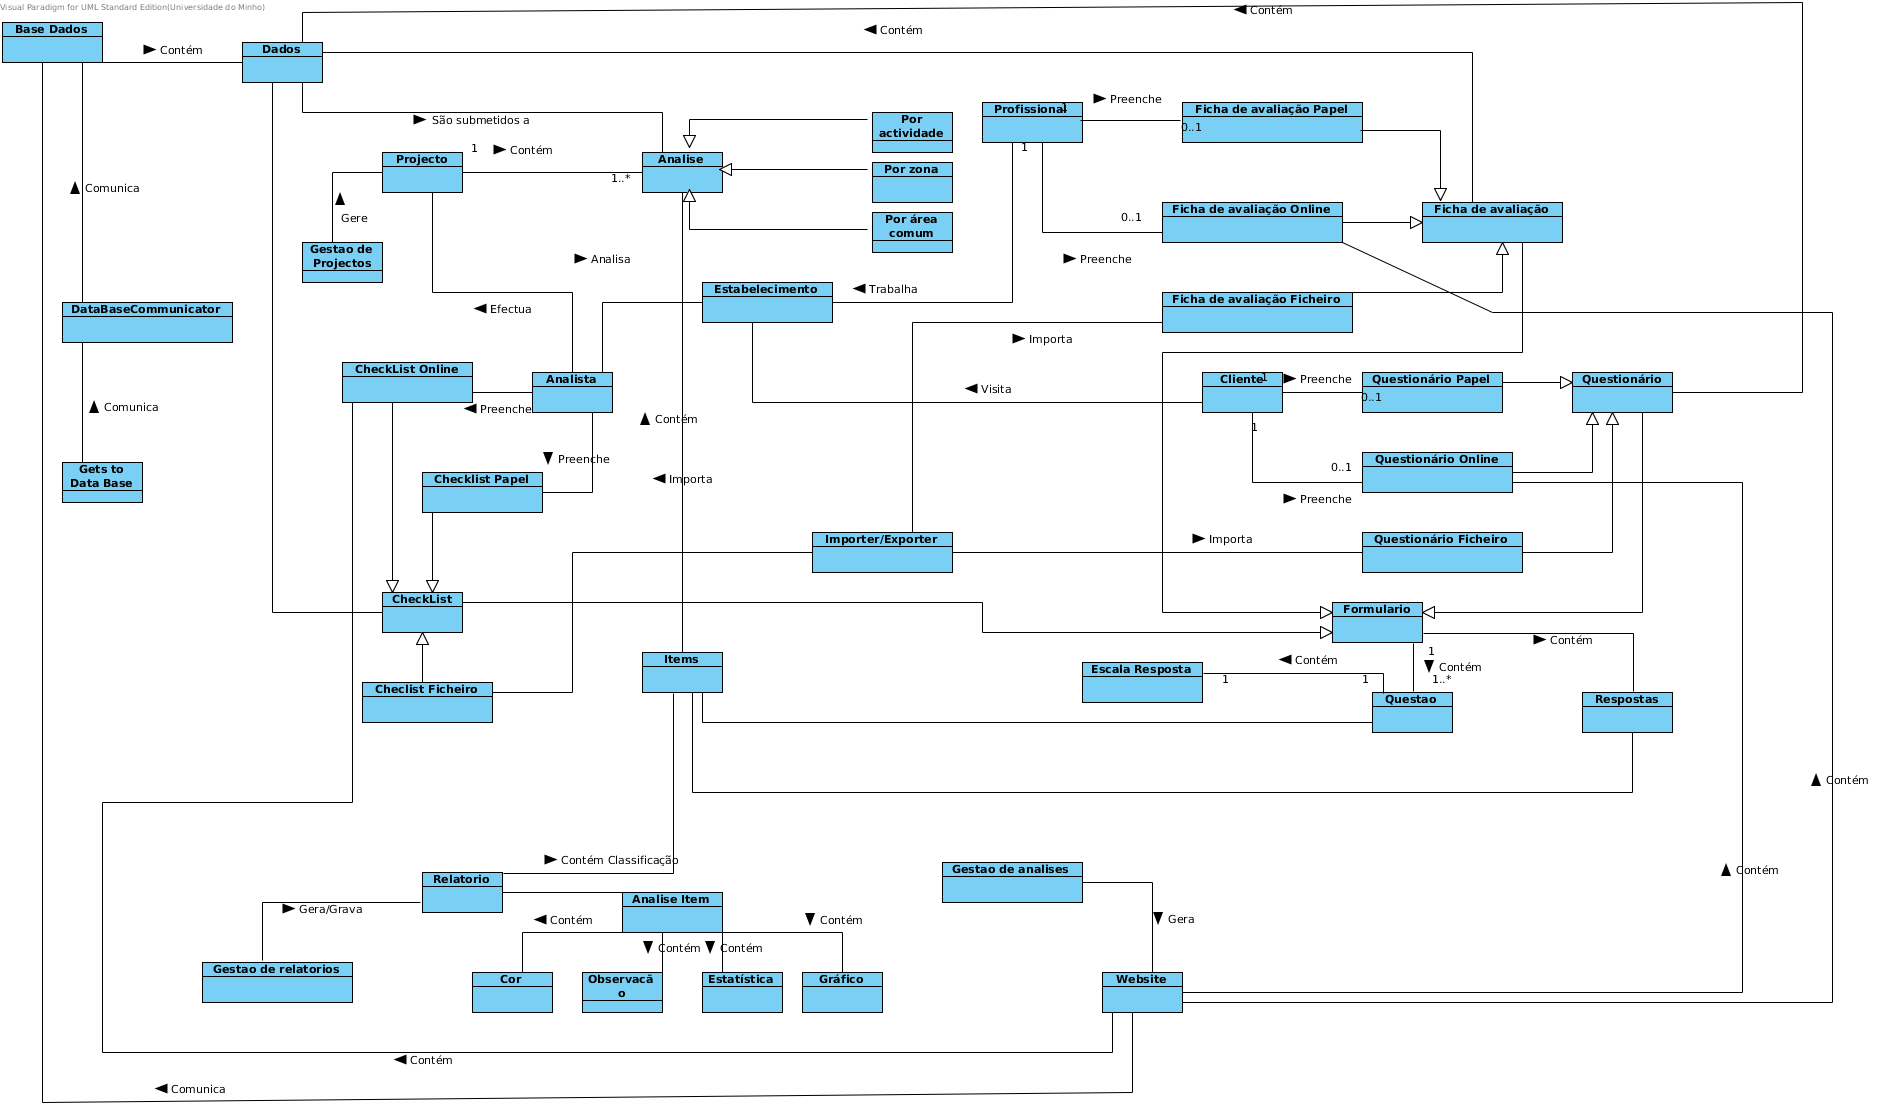 Visual Paradigm for UML Standard Edition(Universidade do Minho)
Contém
Base Dados
Contém
Contém
Dados
Preenche
Profissional
1
Ficha de avaliação Papel
0..1
São submetidos a
Por
actividade
1
Contém
Projecto
Analise
1..*
1
Por zona
Comunica
Gere
Por área
comum
0..1
Ficha de avaliação Online
Ficha de avaliação
Gestao de
Projectos
Analisa
Preenche
Estabelecimento
Trabalha
Ficha de avaliação Ficheiro
DataBaseCommunicator
Efectua
Importa
CheckList Online
Analista
Visita
Cliente
1
Preenche
Questionário Papel
0..1
Questionário
Comunica
Preenche
Contém
1
Preenche
Questionário Online
0..1
Gets to
Data Base
Checklist Papel
Importa
Preenche
Importer/Exporter
Importa
Questionário Ficheiro
CheckList
Formulario
Contém
1
Items
Escala Resposta
Contém
Contém
1
1
1..*
Checlist Ficheiro
Questao
Respostas
Contém
Contém Classificação
Relatorio
Gestao de analises
Contém
Gera/Grava
Analise Item
Contém
Contém
Gera
Contém
Contém
Gestao de relatorios
Cor
Observacã
o
Estatística
Gráfico
Website
Contém
Comunica